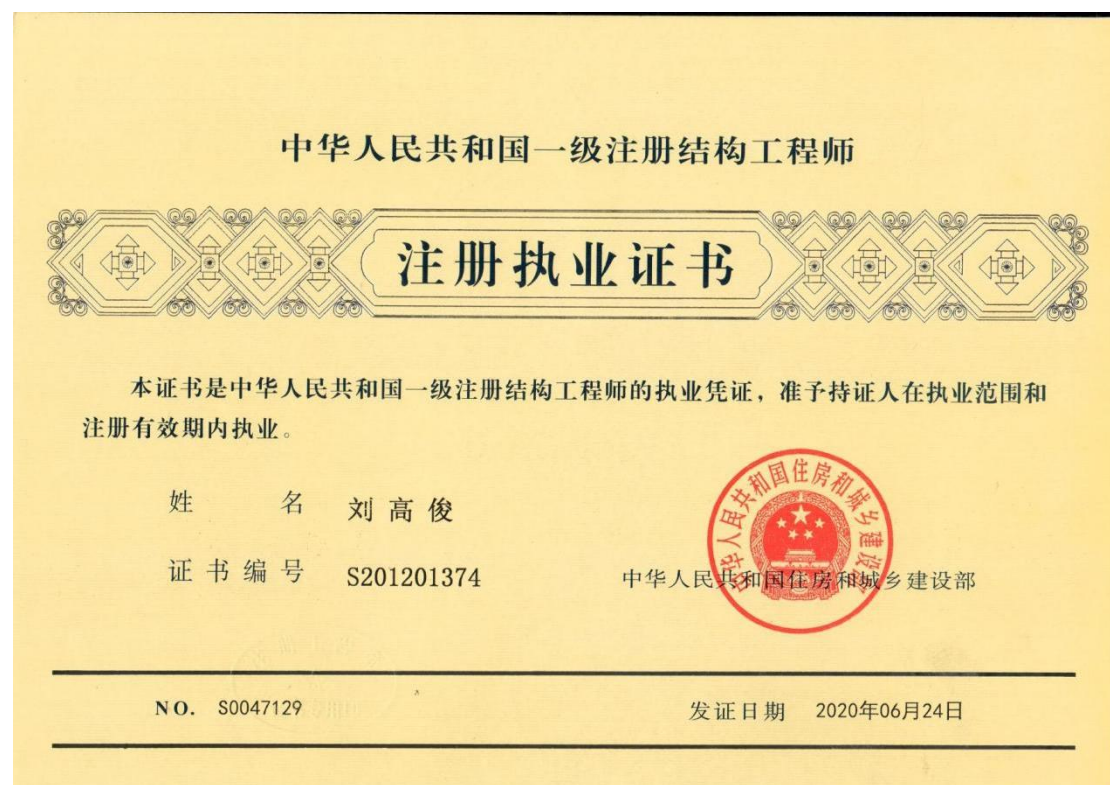 中华人民共和国一级注册结构工程师
注册执业证书
本证书是中华人民共和国一级注册结构工程师的执业凭证，准予持证人在执业范围和
注册有效期内执业。
姓 名 刘高俊
证书编号 S201201374
中华人民共和国住房和城乡建设部
中华人民共和国住房和城乡建设部
NO. S0047129
发证日期 2020年06月24日